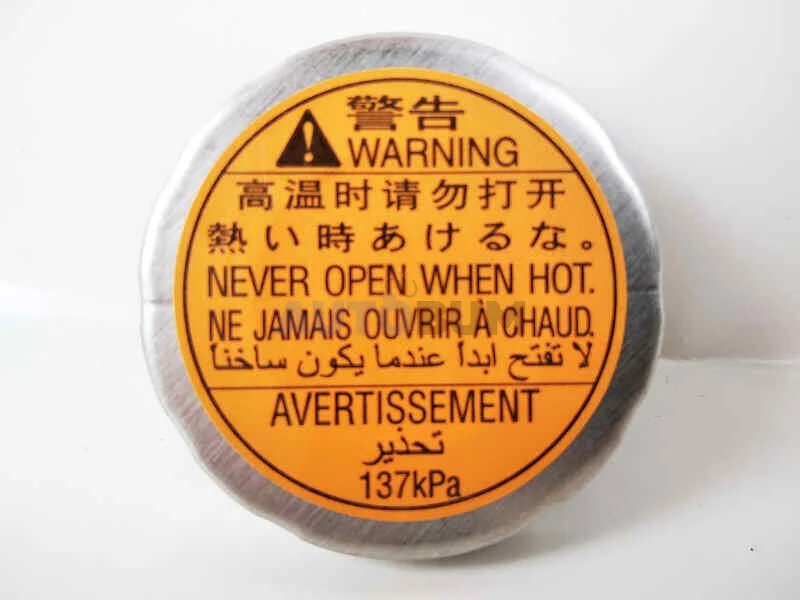 警告
WARNING
高温时请勿打开
熱い時あけるな。
NEVER OPEN WHEN HOT.
NE JAMAIS OUVRIR À CHAUD.
لا تفتح ابداً عندما يكون ساخناً
AVERTISSEMENT
تحذير
137kPa